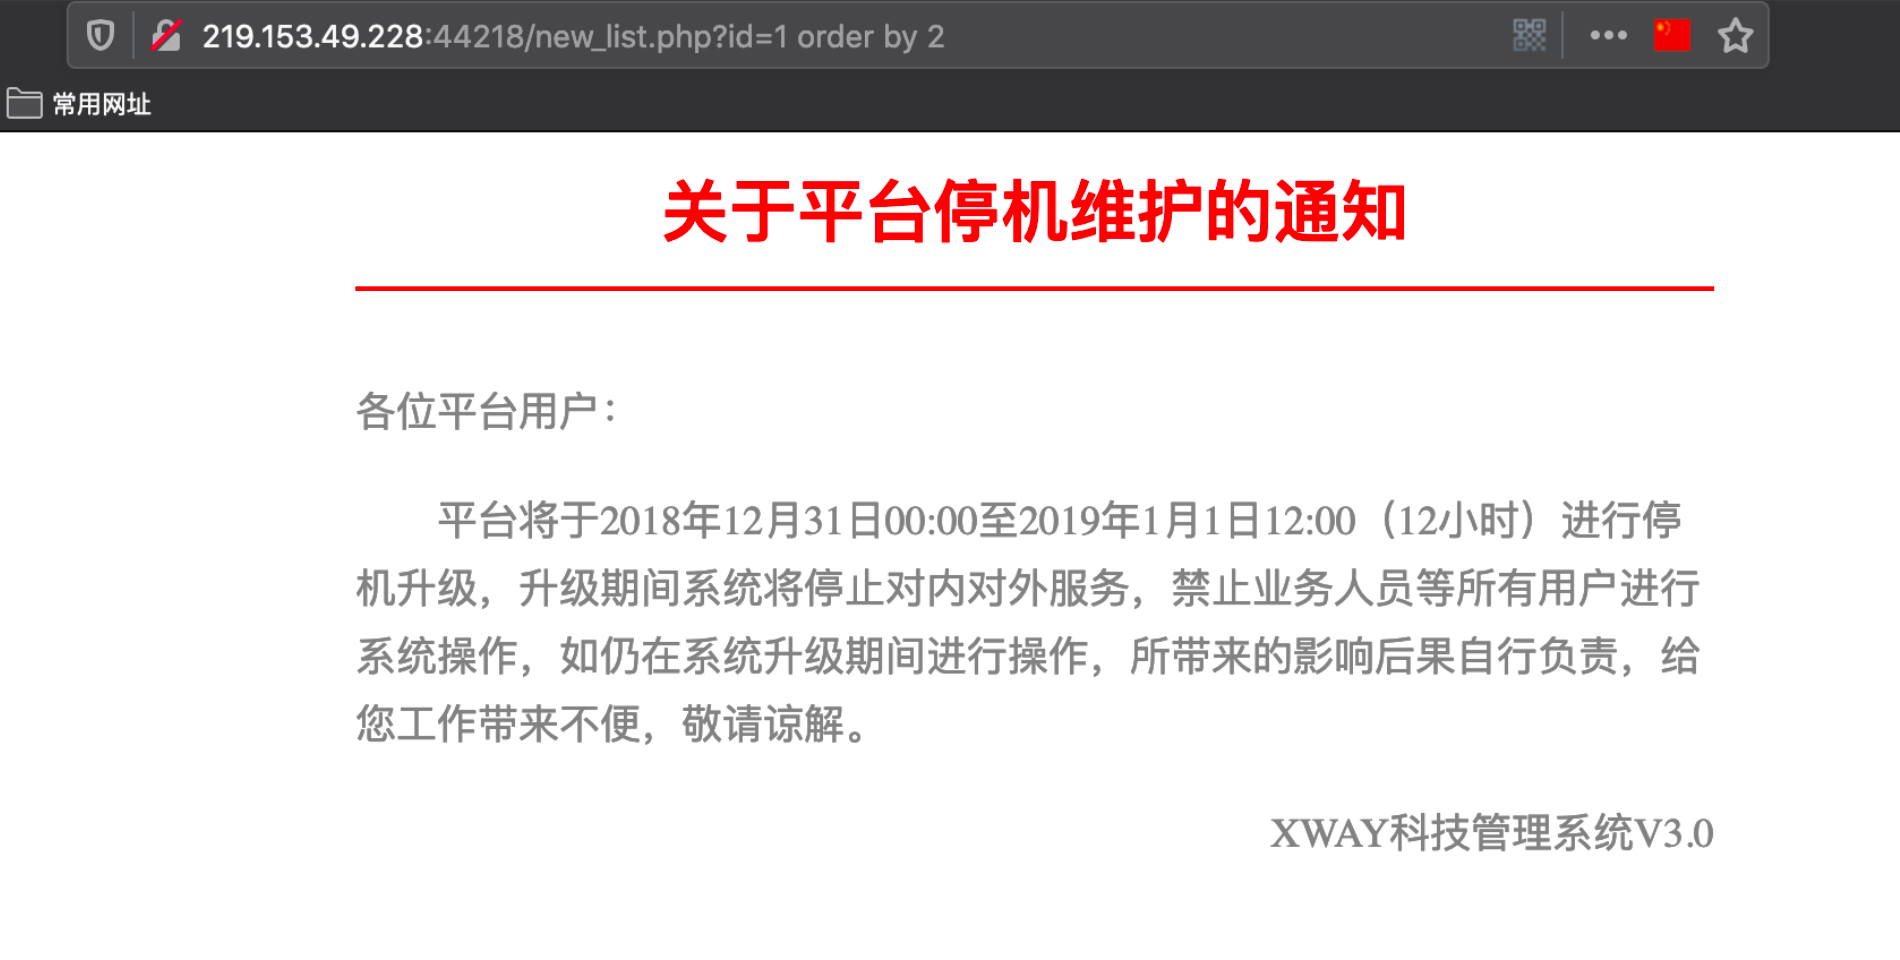 219.153.49.228:44218/new_list.php?id=1 order by 2
常用网址
关于平台停机维护的通知
各位平台用户：
平台将于2018年12月31日00:00至2019年1月1日12:00（12小时）进行停
机升级，升级期间系统将停止对内对外服务，禁止业务人员等所有用户进行
系统操作，如仍在系统升级期间进行操作，所带来的影响后果自行负责，给
您工作带来不便，敬请谅解。
XWAY科技管理系统V3.0